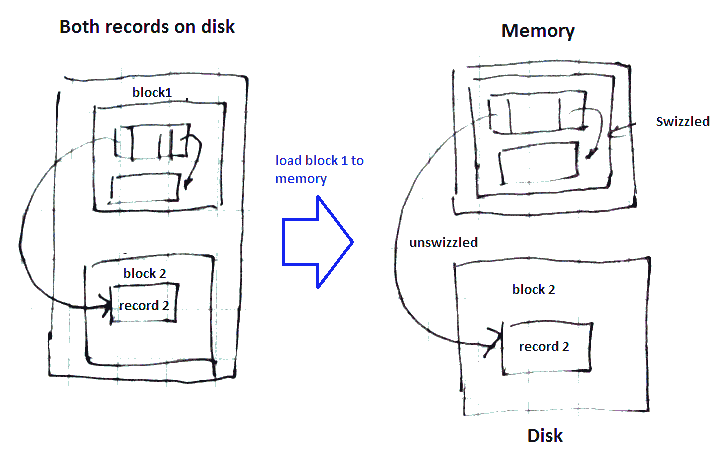 Both records on disk
Memory
block1
Swizzled
load block 1 to
memory
unswizzled
block 2
record 2
block 2
record 2
Disk